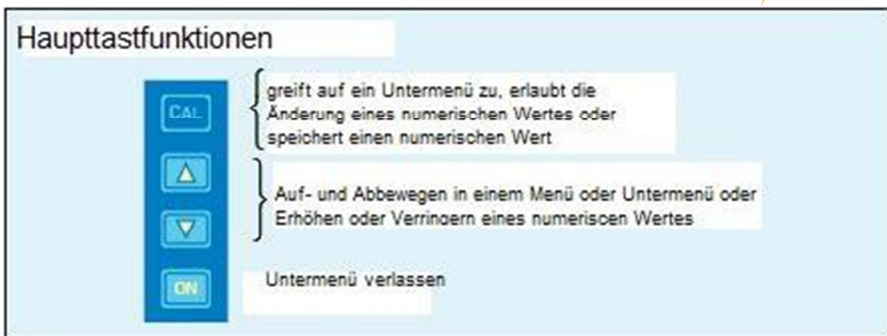 Haupttastfunktionen
CAL
greift auf ein Untermenü zu, erlaubt die
Änderung eines numerischen Wertes oder
speichert einen numerischen Wert
Auf- und Abbewegen in einem Menü oder Untermenü oder
Erhöhen oder Verringern eines numeriscen Wertes
ON
Untermenü verlassen